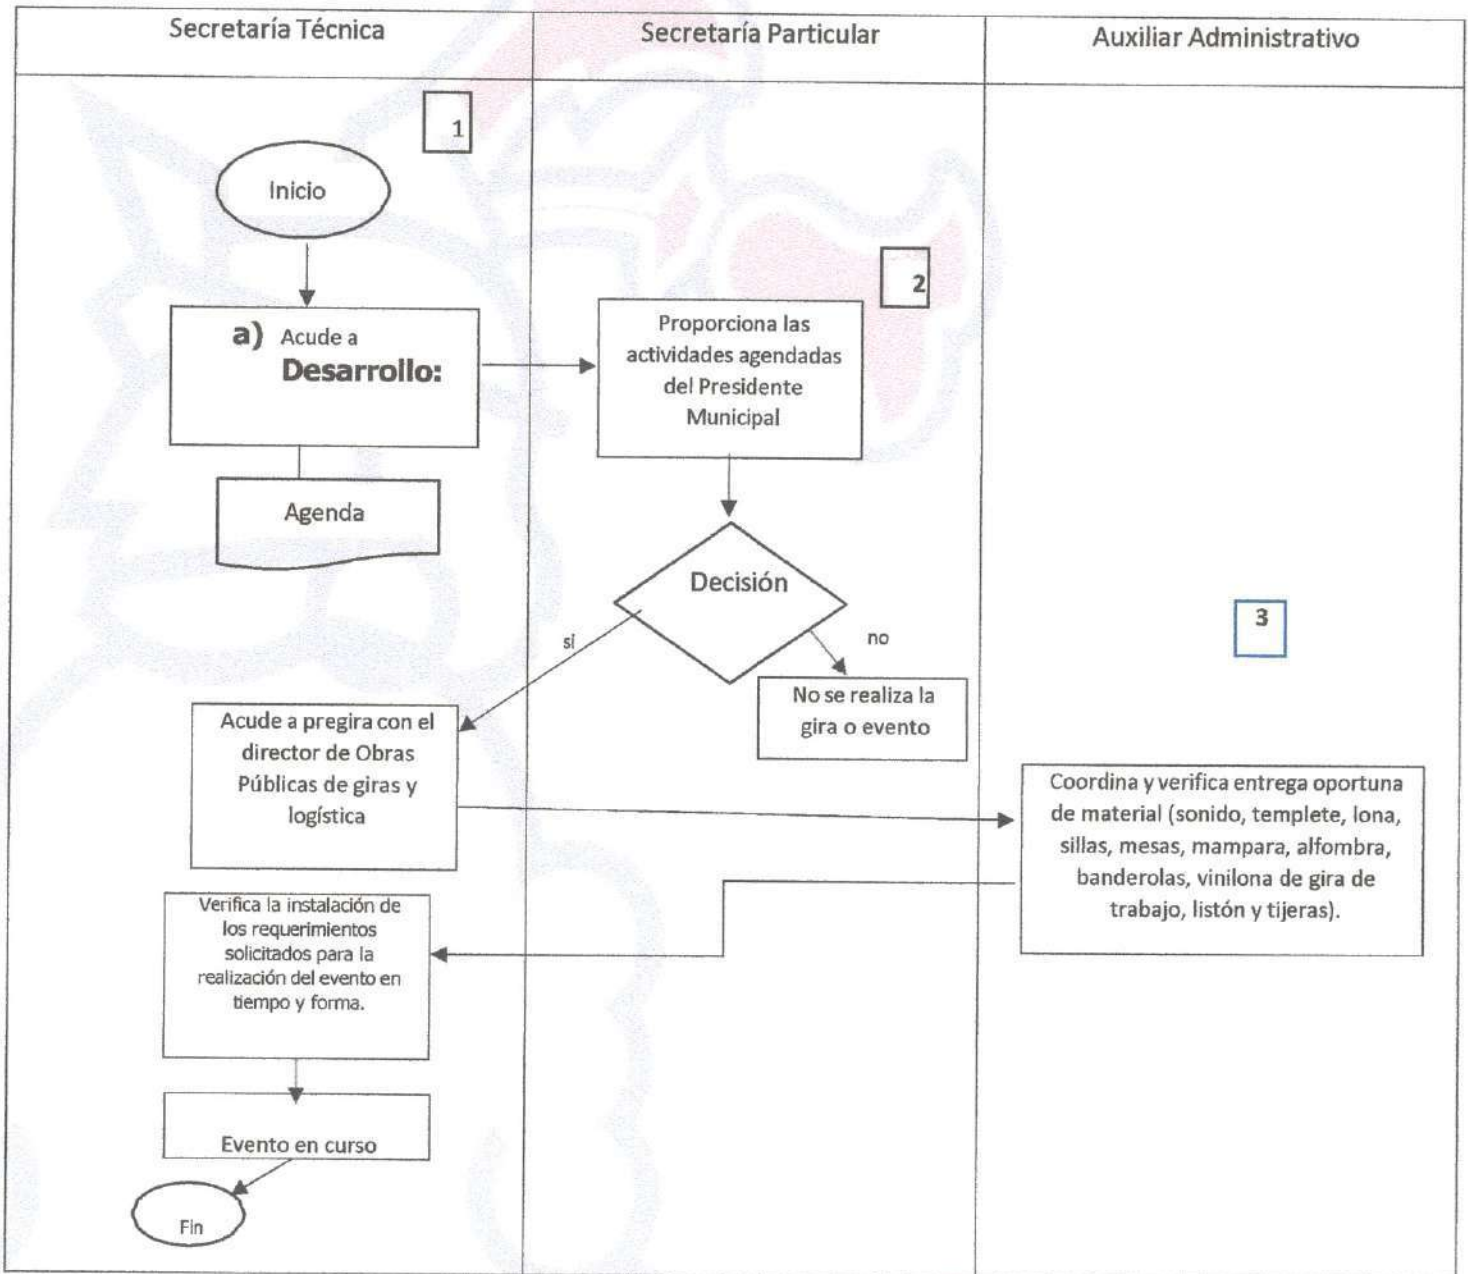 Secretaría Técnica
Secretaría Particular
Auxiliar Administrativo
1
Inicio
a) Acude a
Desarrollo:
Agenda
2
Proporciona las
actividades agendadas
del Presidente
Municipal
Decisión
si
no
No se realiza la
gira o evento
Acude a pregira con el
director de Obras
Públicas de giras y
logística
3
Coordina y verifica entrega oportuna
de material (sonido, templete, lona,
sillas, mesas, mampara, alfombra,
banderolas, vinilona de gira de
trabajo, listón y tijeras).
Verifica la instalación de
los requerimientos
solicitados para la
realización del evento en
tiempo y forma.
Evento en curso
Fin